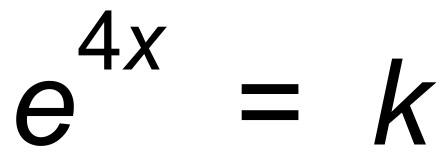 e^{4x} = k